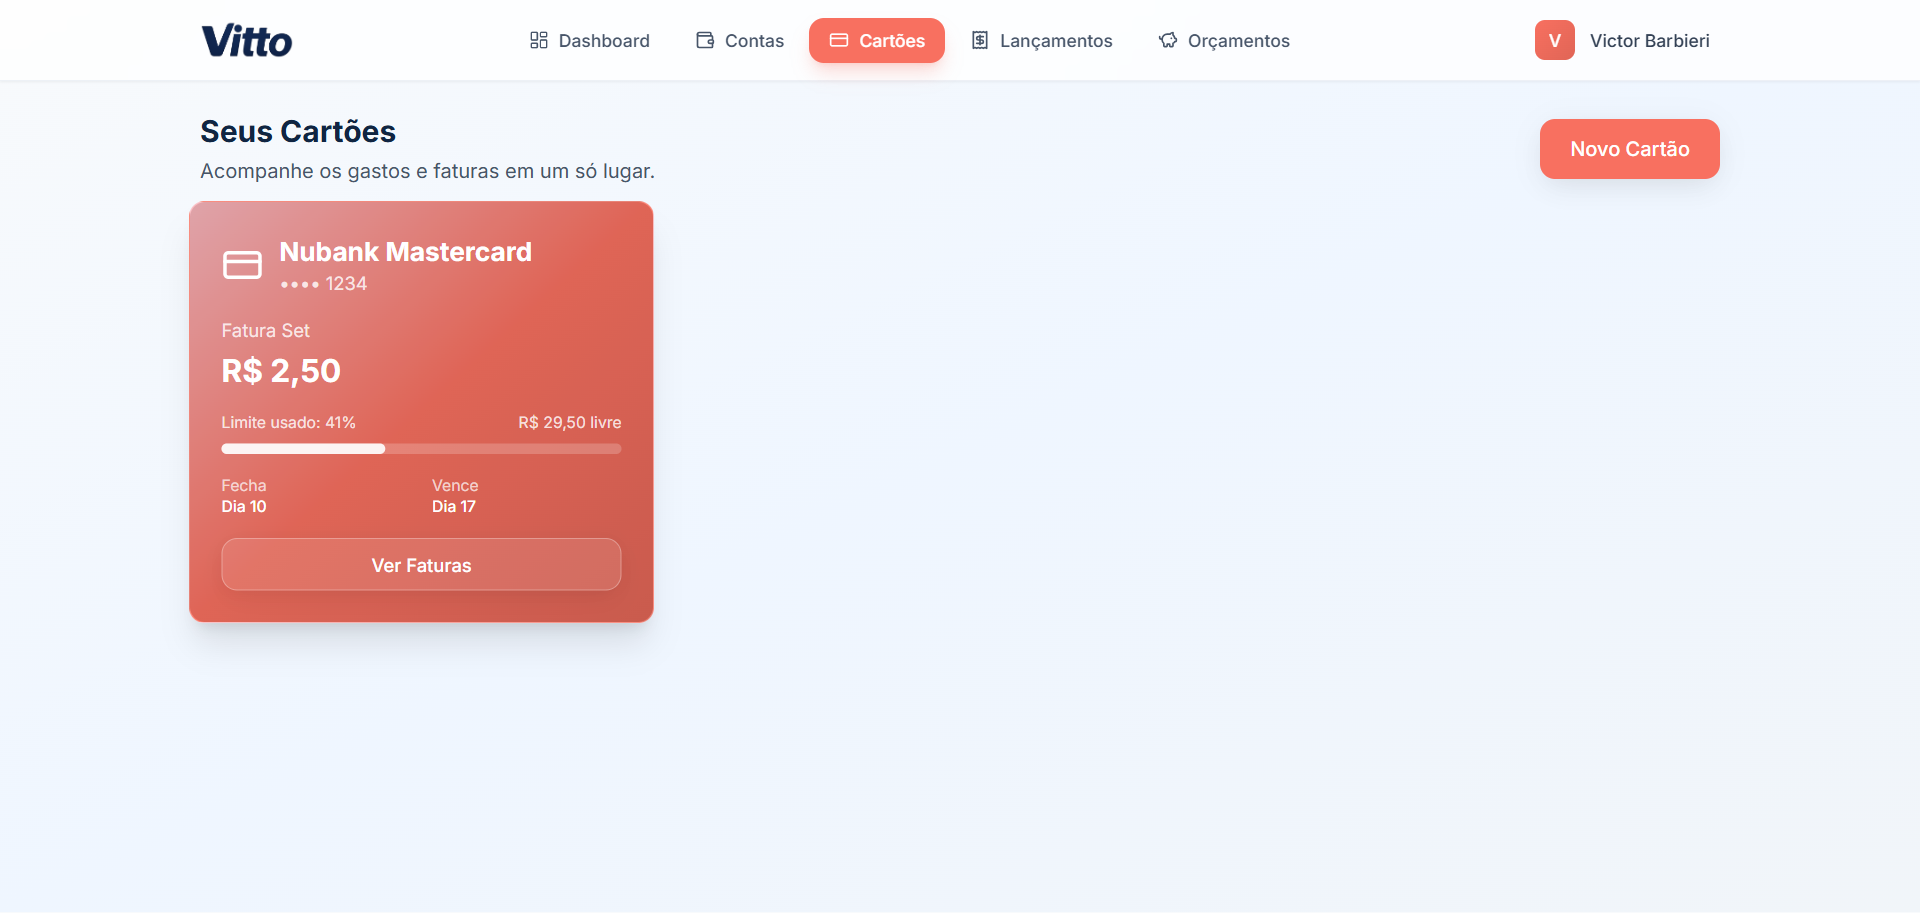 Vitto
Dashboard
Contas
Cartões
Lançamentos
Orçamentos
V
Victor Barbieri
Seus Cartões
Acompanhe os gastos e faturas em um só lugar.
Novo Cartão
Nubank Mastercard
•••• 1234
Fatura Set
R$ 2,50
Limite usado: 41%
R$ 29,50 livre
Fecha
Dia 10
Vence
Dia 17
Ver Faturas